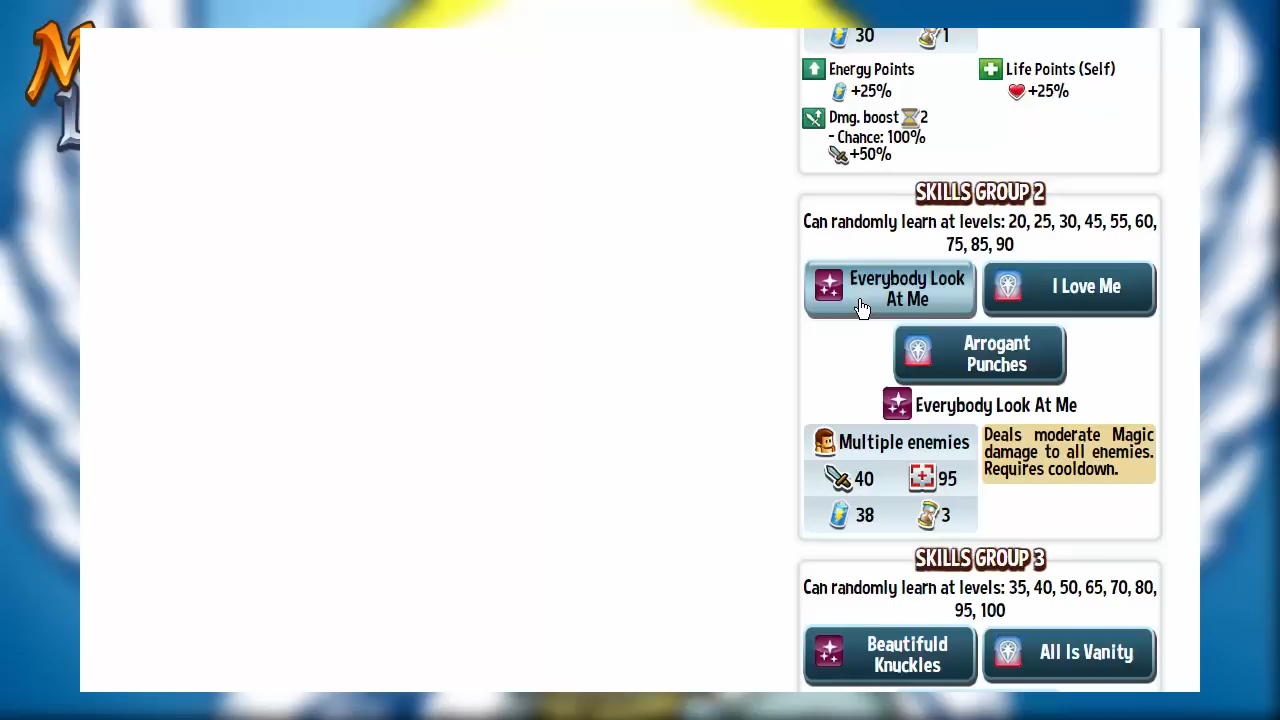 M
L
30 1
Energy Points Life Points (Self)
+25% +25%
Dmg. boost 2
- Chance: 100%
+50%
SKILLS GROUP 2
Can randomly learn at levels: 20, 25, 30, 45, 55, 60,
75, 85, 90
Everybody Look
At Me
I Love Me
Arrogant
Punches
Everybody Look At Me
Multiple enemies
40 95
38 3
Deals moderate Magic
damage to all enemies.
Requires cooldown.
SKILLS GROUP 3
Can randomly learn at levels: 35, 40, 50, 65, 70, 80,
95, 100
Beautifuld
Knuckles
All Is Vanity